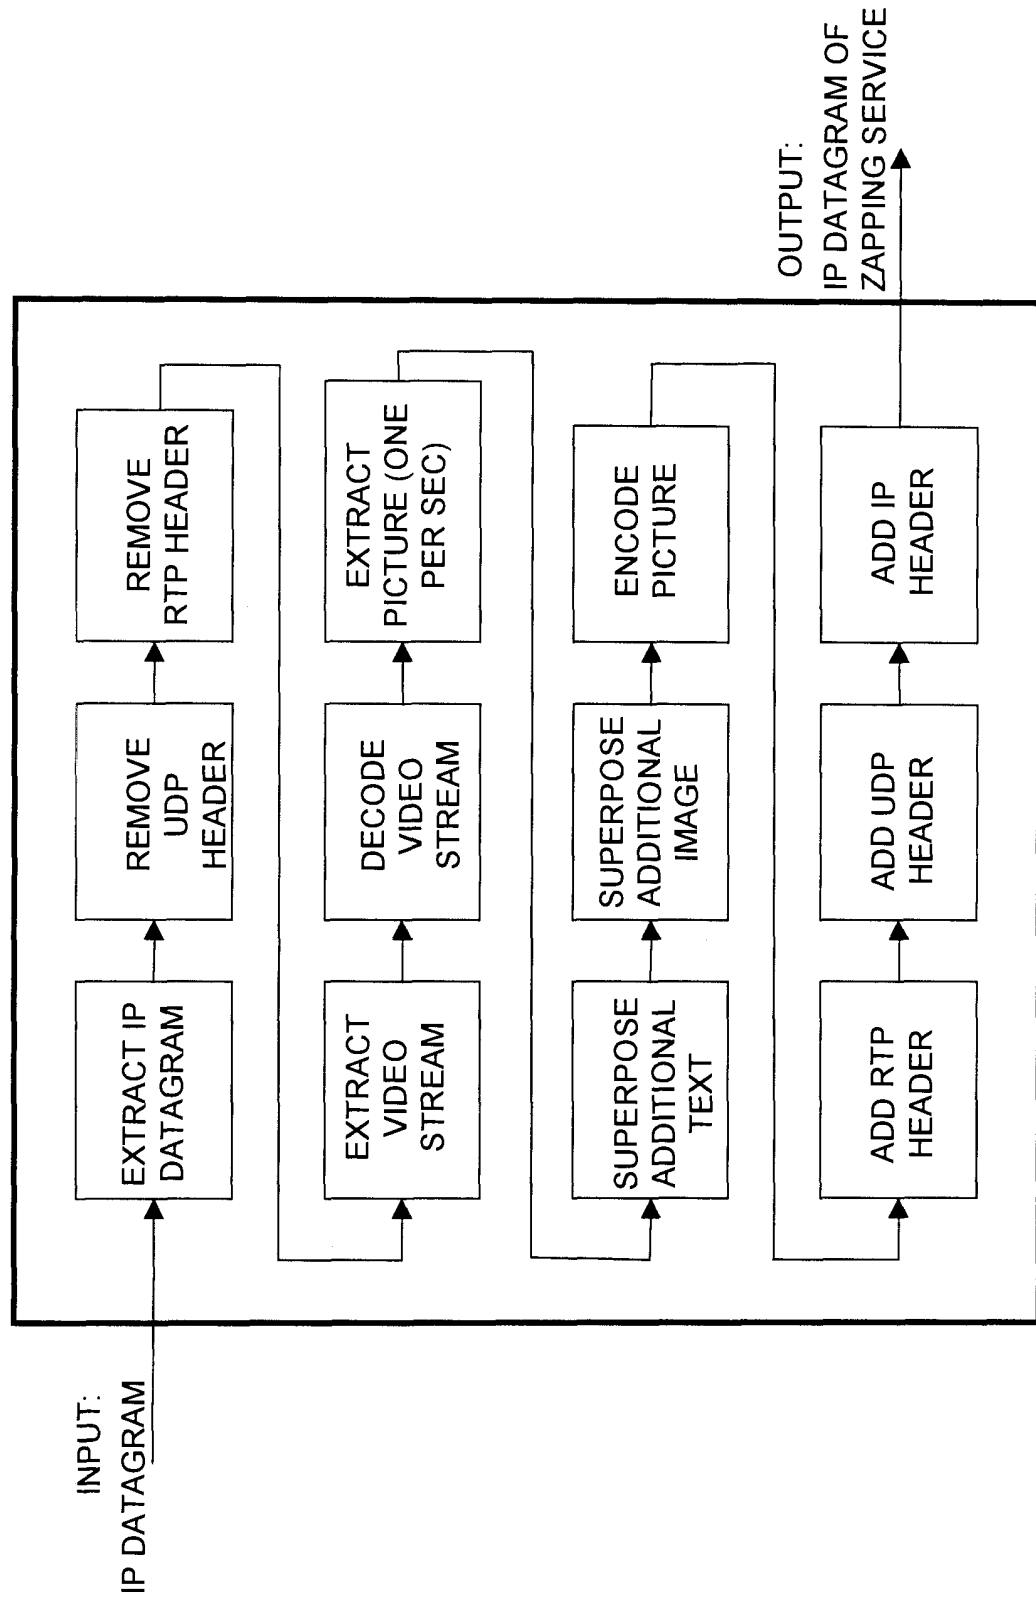 INPUT:
IP DATAGRAM
EXTRACT IP
DATAGRAM
REMOVE
UDP
HEADER
REMOVE
RTP HEADER
EXTRACT
VIDEO
STREAM
DECODE
VIDEO
STREAM
EXTRACT
PICTURE (ONE
PER SEC)
SUPERPOSE
ADDITIONAL
TEXT
SUPERPOSE
ADDITIONAL
IMAGE
ENCODE
PICTURE
ADD RTP
HEADER
ADD UDP
HEADER
ADD IP
HEADER
OUTPUT:
IP DATAGRAM OF
ZAPPING SERVICE